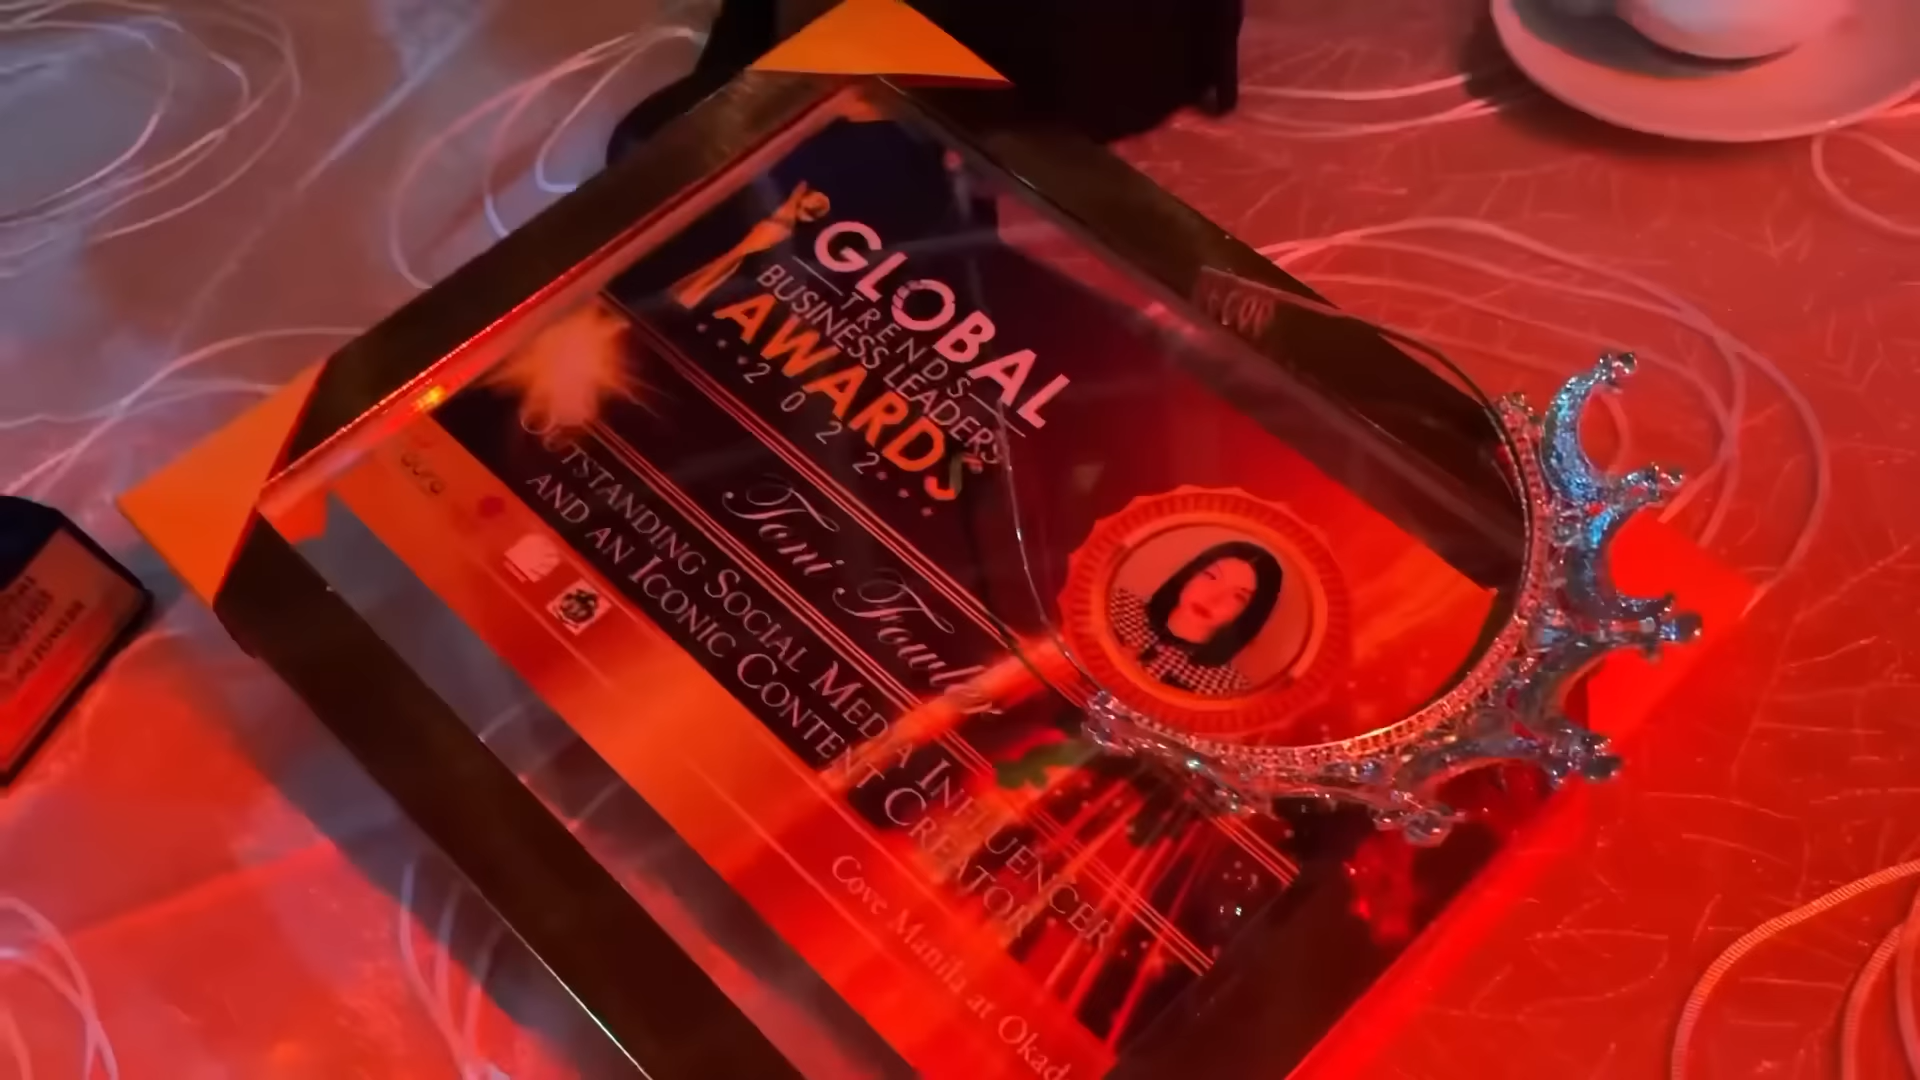 GLOBAL
TRENDS
BUSINESS LEADERS
AWARDS
..2022..
Toni Fowler
OUTSTANDING SOCIAL MEDIA INFLUENCER
AND AN ICONIC CONTENT CREATOR
Cove Manila at Okad